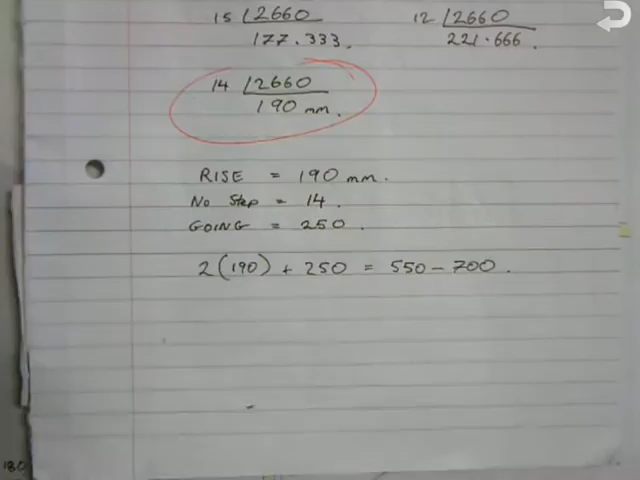 15 2660 12 2660
177.333. 221.666.
14 2660
190 mm.
RISE = 190 mm.
No Step = 14.
GOING = 250.
2(190) + 250 = 550 - 700.
180